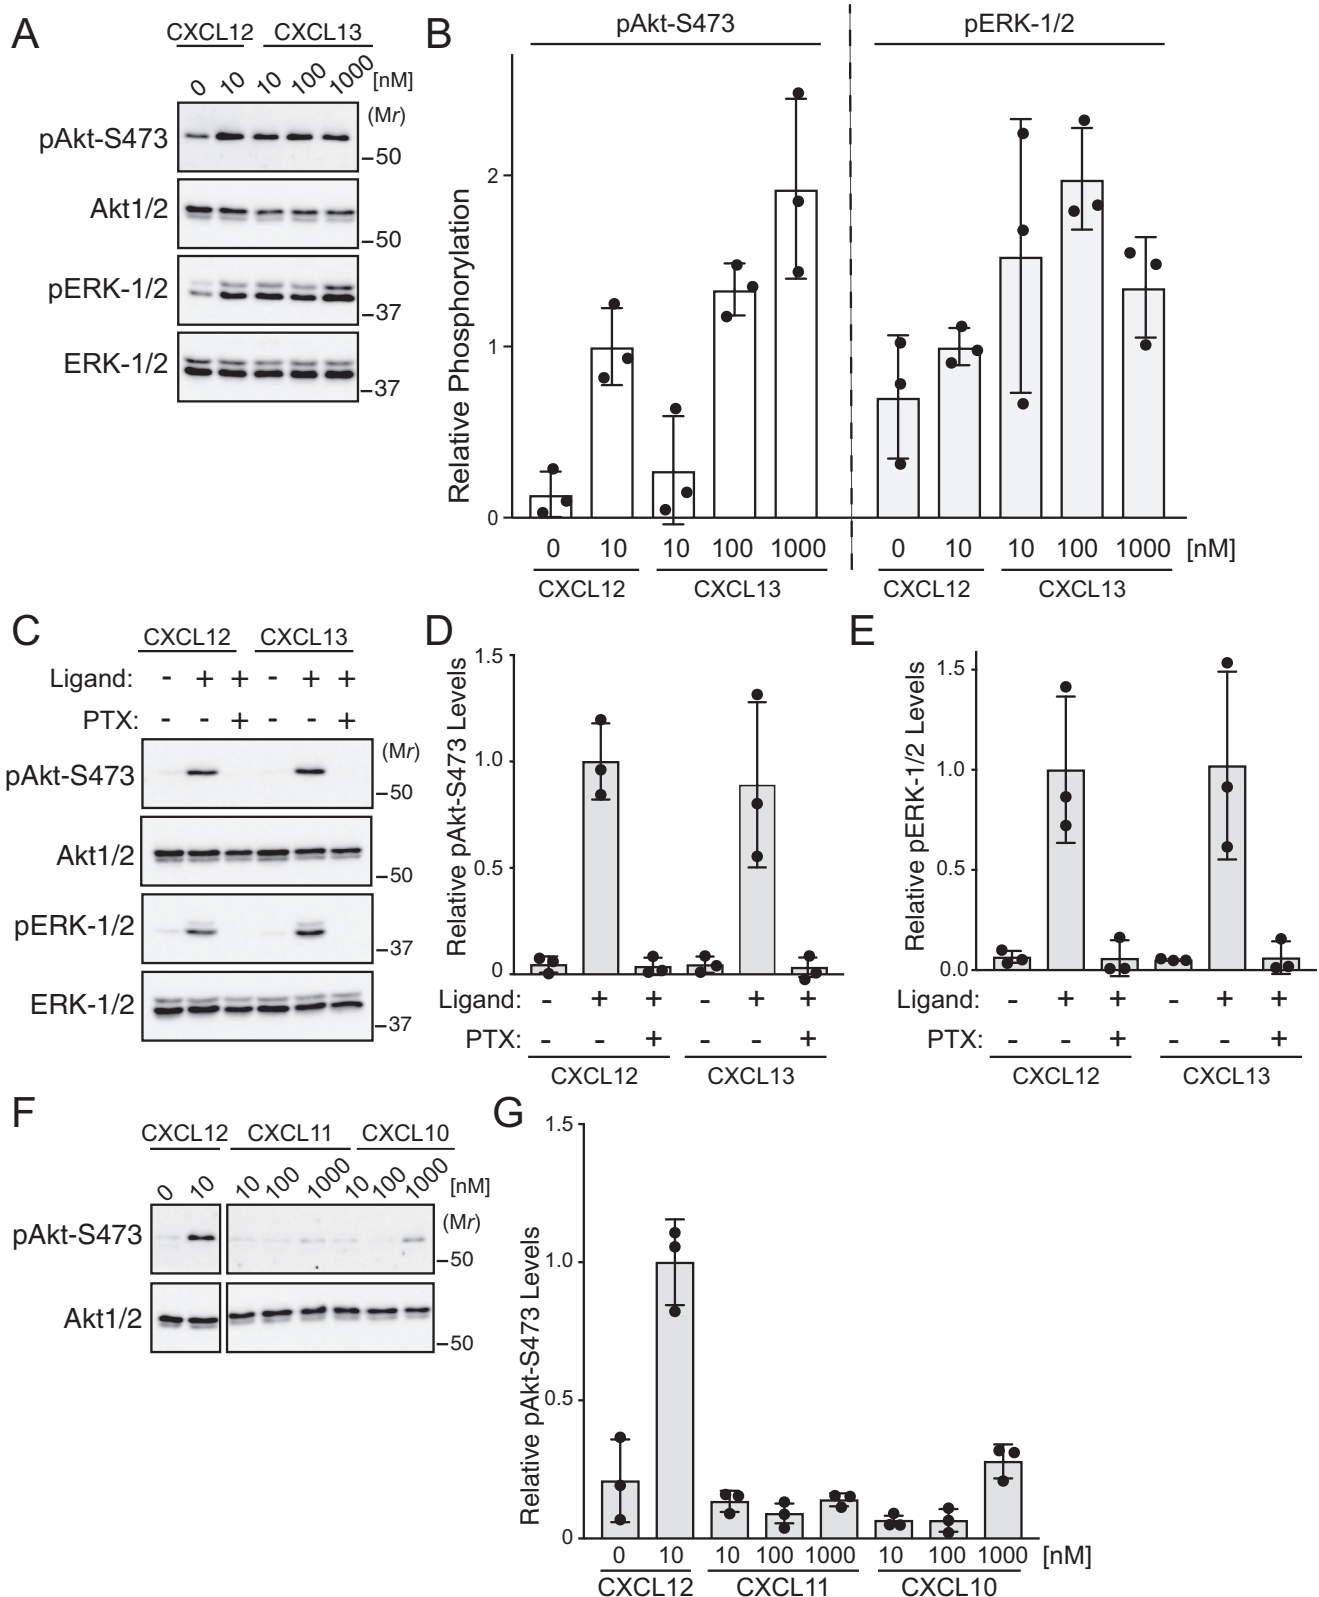 A
CXCL12 CXCL13
0 10 10 100 1000 [nM]
(Mr)
pAkt-S473
–50
Akt1/2
–50
pERK-1/2
–37
ERK-1/2
–37
B
pAkt-S473 pERK-1/2
Relative Phosphorylation
2
1
0
0 10 10 100 1000 0 10 10 100 1000 [nM]
CXCL12 CXCL13 CXCL12 CXCL13
C
CXCL12 CXCL13
Ligand: - + + - + +
PTX: - - + - - +
(Mr)
pAkt-S473
–50
Akt1/2
–50
pERK-1/2
–37
ERK-1/2
–37
D
Relative pAkt-S473 Levels
1.5
1.0
0.5
0
Ligand: - + + - + +
PTX: - - + - - +
CXCL12 CXCL13
E
Relative pERK-1/2 Levels
1.5
1.0
0.5
0.0
Ligand: - + + - + +
PTX: - - + - - +
CXCL12 CXCL13
F
CXCL12 CXCL11 CXCL10
0 10 10 100 1000 10 100 1000 [nM]
(Mr)
pAkt-S473
–50
Akt1/2
–50
G
Relative pAkt-S473 Levels
1.5
1.0
0.5
0
0 10 10 100 1000 10 100 1000 [nM]
CXCL12 CXCL11 CXCL10